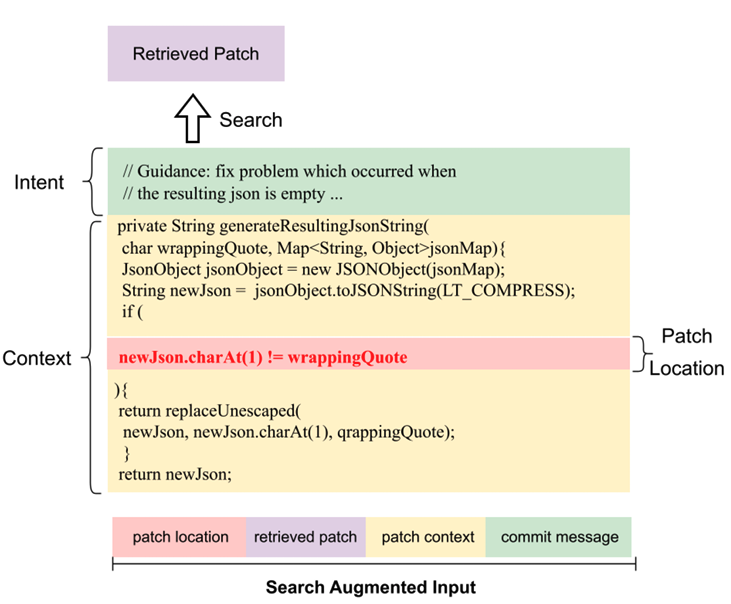 Retrieved Patch
Search
Intent
// Guidance: fix problem which occurred when
// the resulting json is empty ...
private String generateResultingJsonString(
char wrappingQuote, Map<String, Object>jsonMap){
JsonObject jsonObject = new JSONObject(jsonMap);
String newJson = jsonObject.toJSONString(LT_COMPRESS);
if (
Context
newJson.charAt(1) != wrappingQuote
Patch
Location
){
return replaceUnescaped(
newJson, newJson.charAt(1), qrappingQuote);
}
return newJson;
patch location
retrieved patch
patch context
commit message
Search Augmented Input